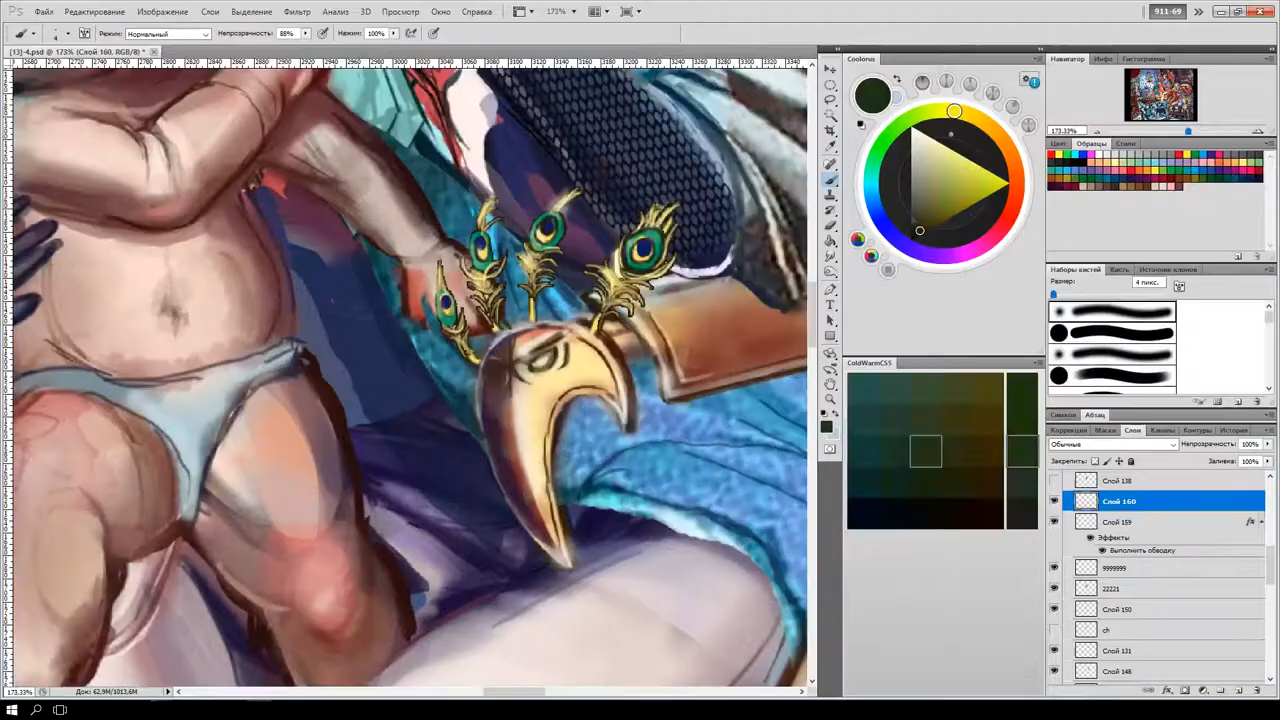 Ps Файл Редактирование Изображение Слои Выделение Фильтр Анализ 3D Просмотр Окно Справка 173% 911-69
Режим: Нормальный Непрозрачность: 88% Нажим: 100%
[13]-4.psd @ 173% (Слой 160, RGB/8) *
Coolorus
Навигатор Инфо Гистограмма
173.33%
Цвет Образцы Стили
Наборы кистей Кисть Источник клонов
Размер: 4 пикс.
ColdWarmCS5
Символ Абзац
Коррекция Маски Слои Каналы Контуры История
Обычные Непрозрачность: 100%
Закрепить: Заливка: 100%
Слой 138
Слой 160
Слой 159 fx
Эффекты
Выполнить обводку
9999999
22221
Слой 150
ch
Слой 131
Слой 148
173.33% Док: 62,9M/1013,6M